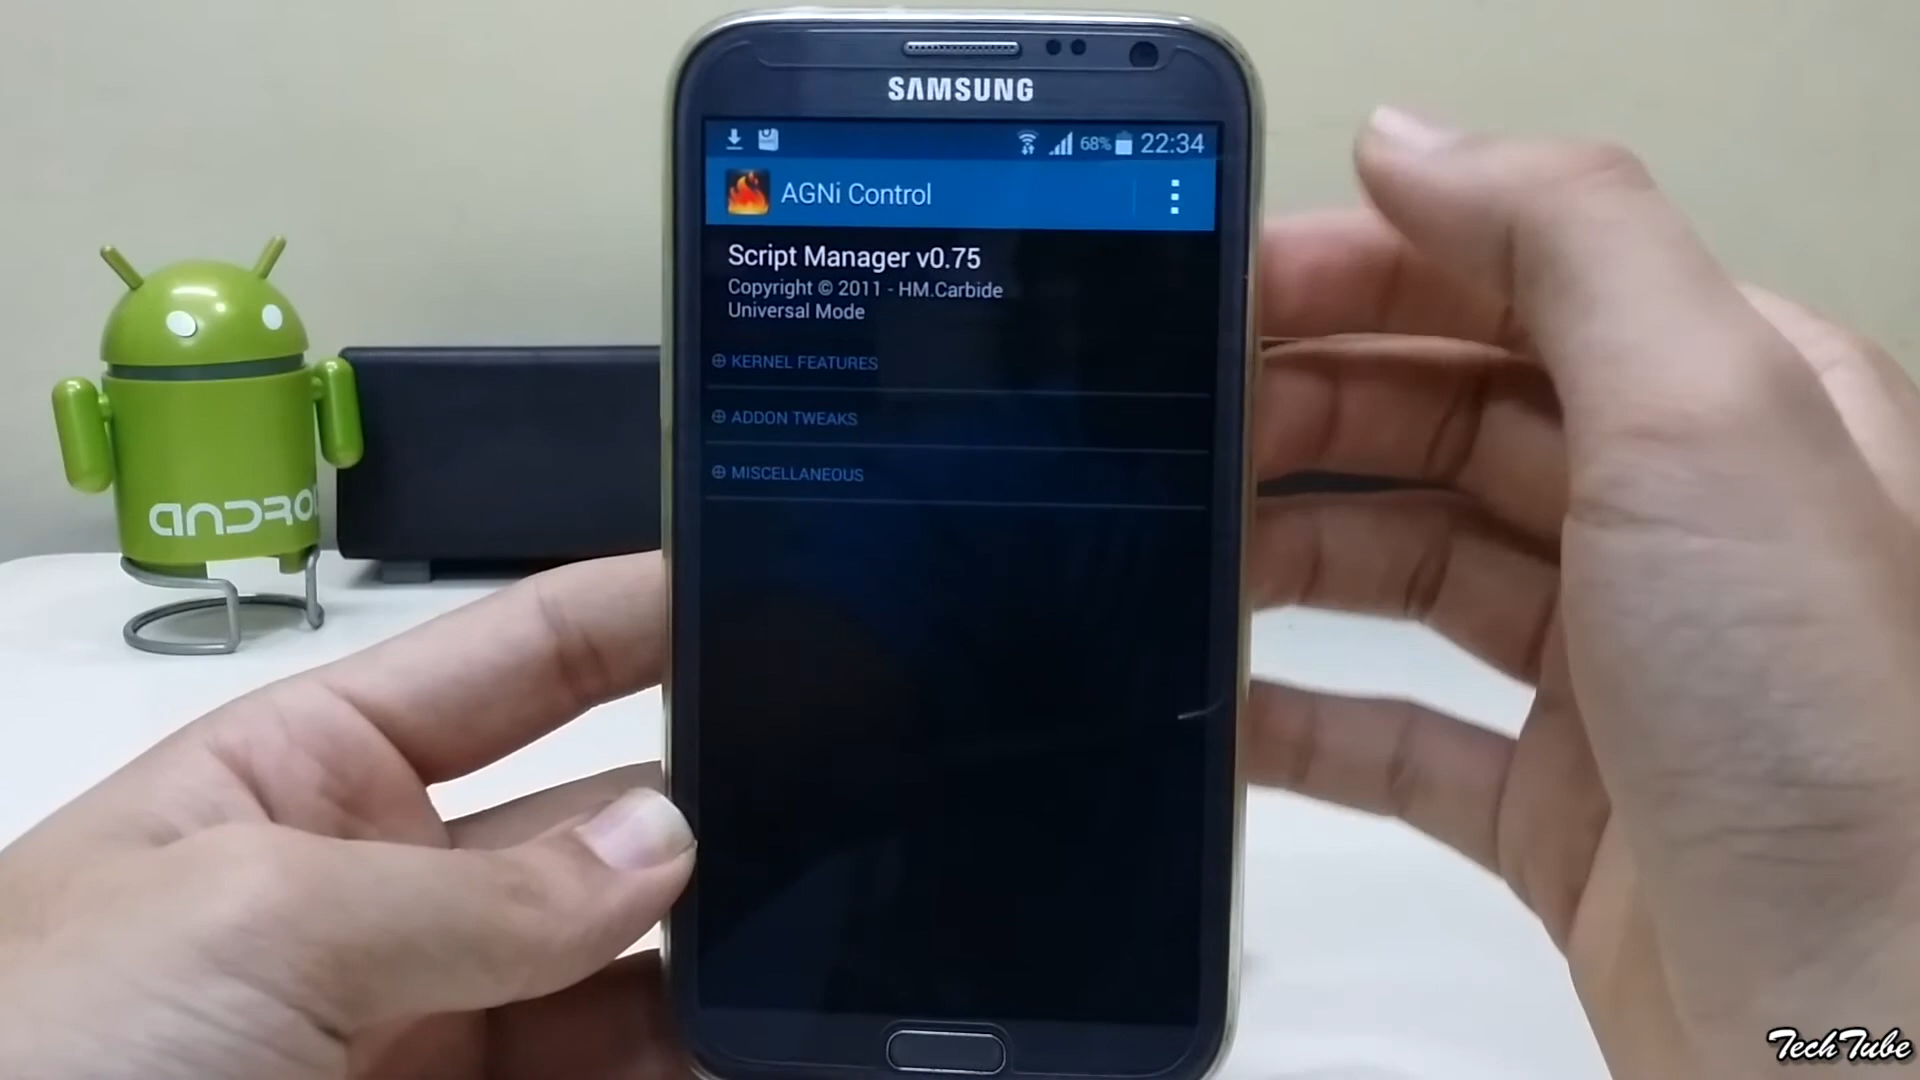 SAMSUNG
68% 22:34
AGNi Control
Script Manager v0.75
Copyright © 2011 - HM.Carbide
Universal Mode
KERNEL FEATURES
ADDON TWEAKS
MISCELLANEOUS
ANDRO
TechTube